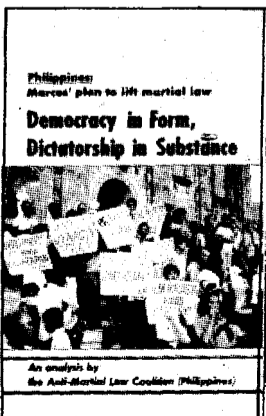 Philippines:
Marcos' plan to lift martial law
Democracy in Form,
Dictatorship in Substance
An analysis by
the Anti-Martial Law Coalition (Philippines)